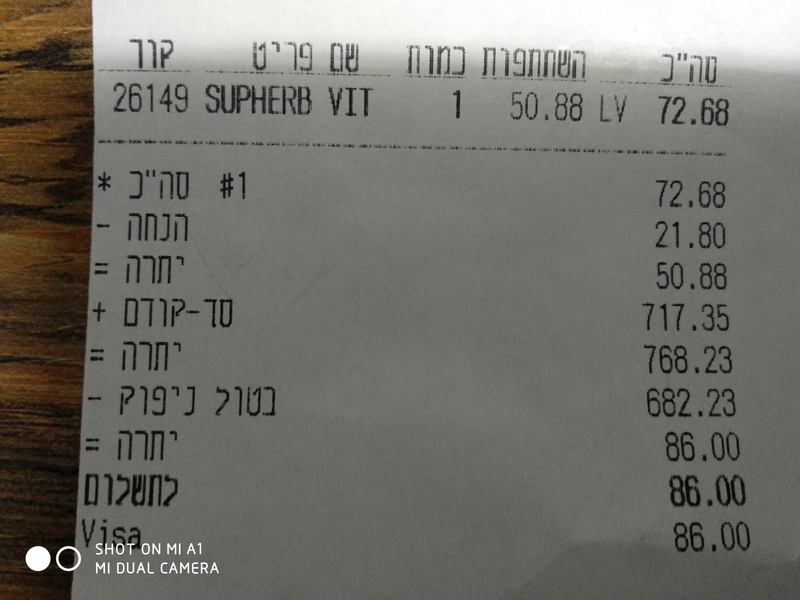 קוד שם פריט כמות השתתפות סה"כ
26149 SUPHERB VIT 1 50.88 LV 72.68
* סה"כ #1 72.68
- הנחה 21.80
= יתרה 50.88
+ סד-קודם 717.35
= יתרה 768.23
- בטול ניפוק 682.23
= יתרה 86.00
לתשלום 86.00
Visa 86.00
SHOT ON MI A1
MI DUAL CAMERA